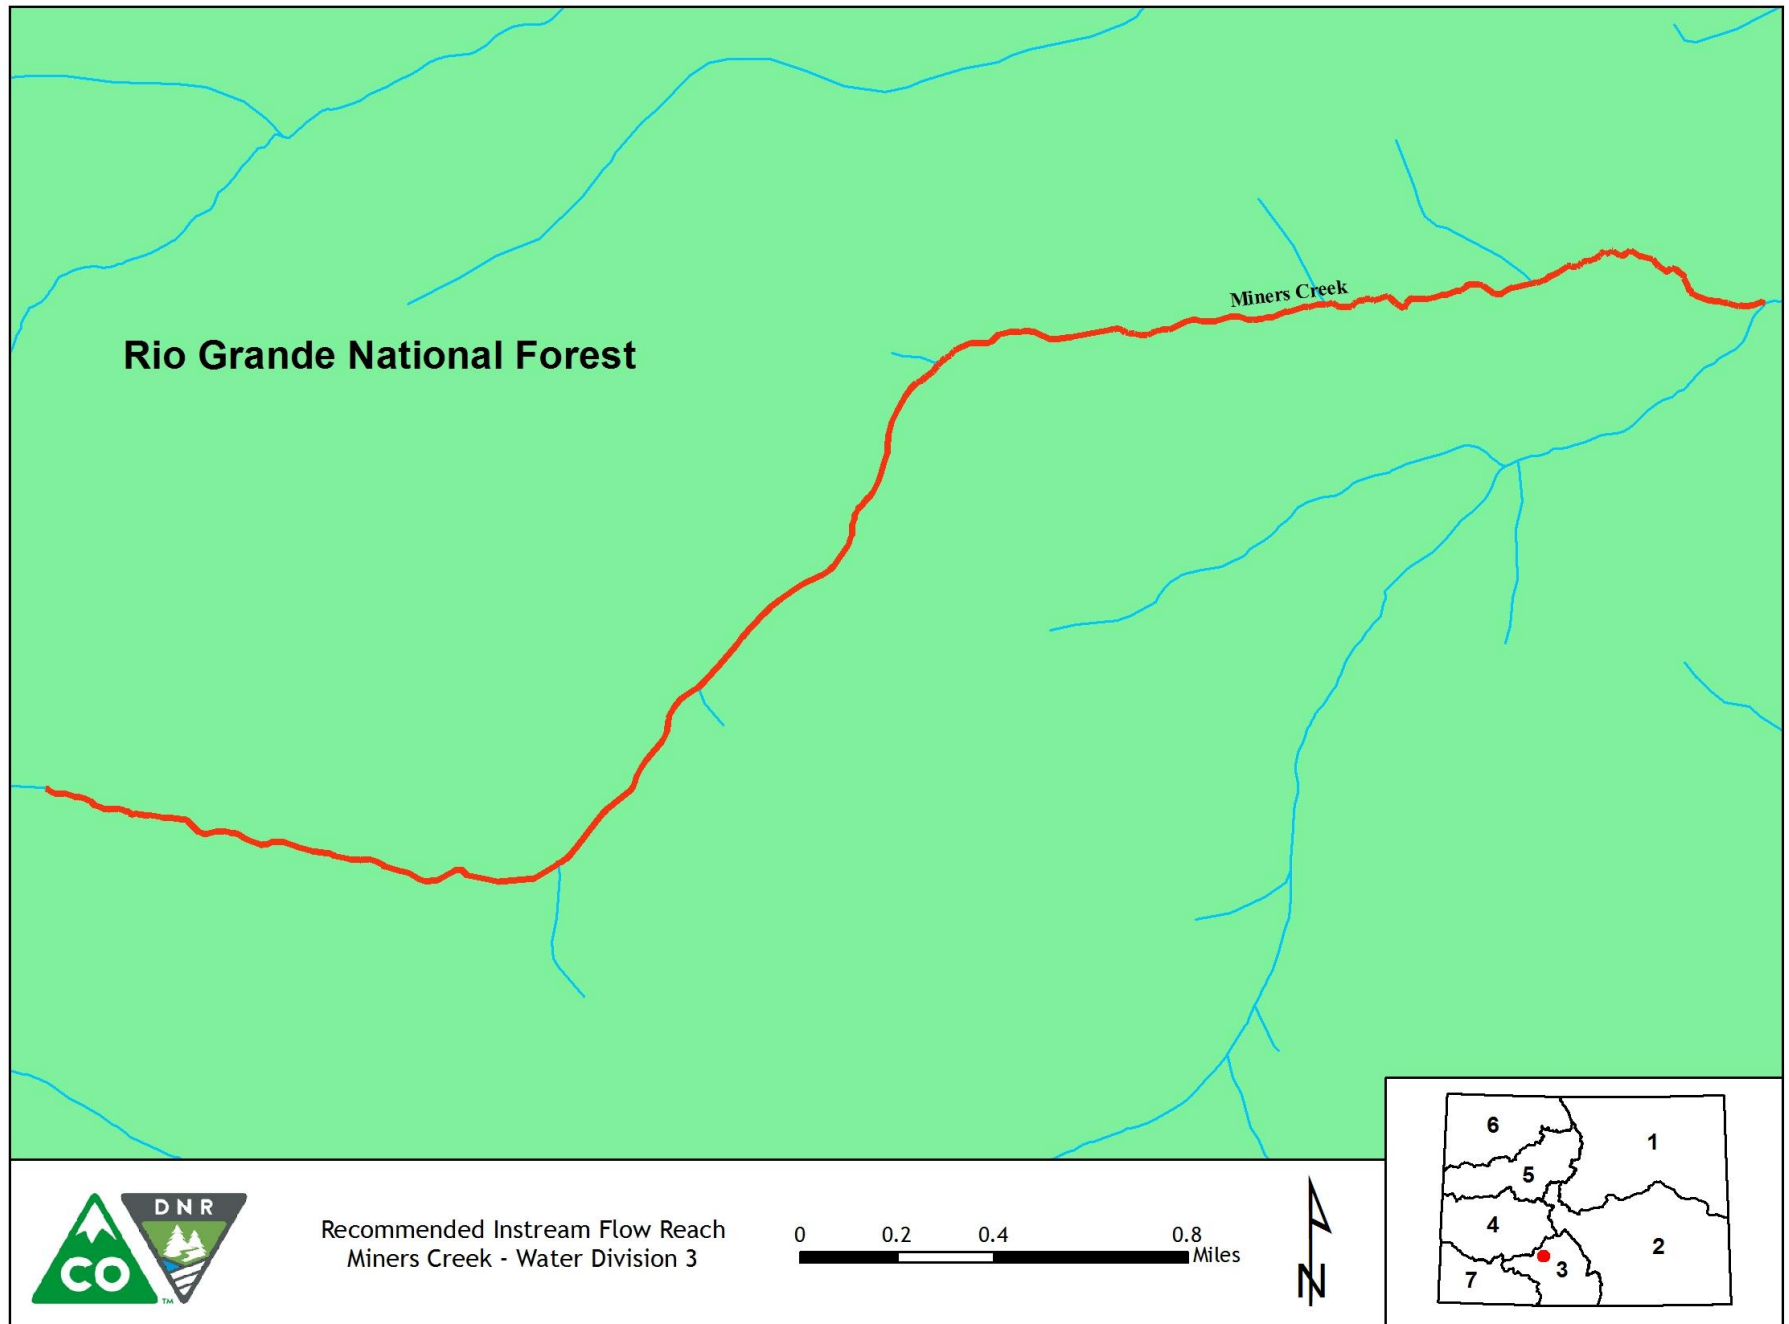 Miners Creek
Rio Grande National Forest
DNR
CO
TM
Recommended Instream Flow Reach
Miners Creek - Water Division 3
0 0.2 0.4 0.8
Miles
N
6
1
5
4
2
3
7